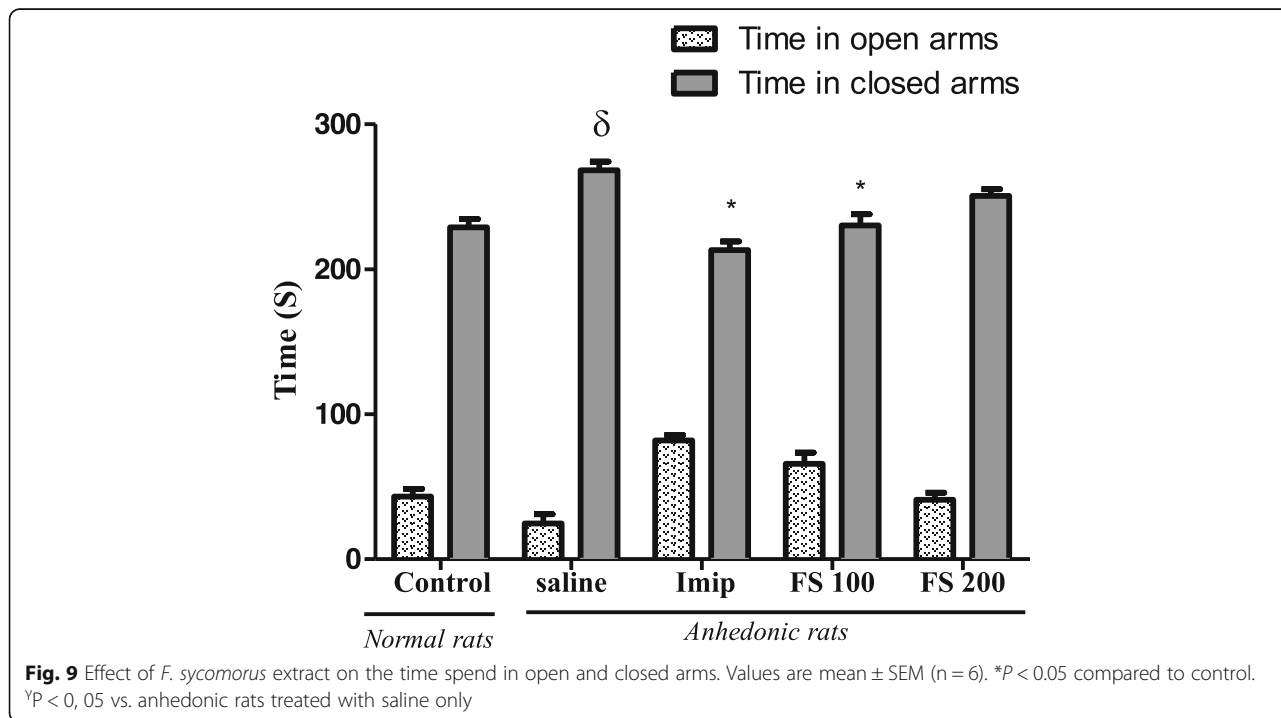 Time in open arms
Time in closed arms
300
δ
*
*
200
100
0
Time (S)
Control saline Imip FS 100 FS 200
Normal rats Anhedonic rats
Fig. 9 Effect of F. sycomorus extract on the time spend in open and closed arms. Values are mean ± SEM (n = 6). *P < 0.05 compared to control.
ᵞP < 0, 05 vs. anhedonic rats treated with saline only